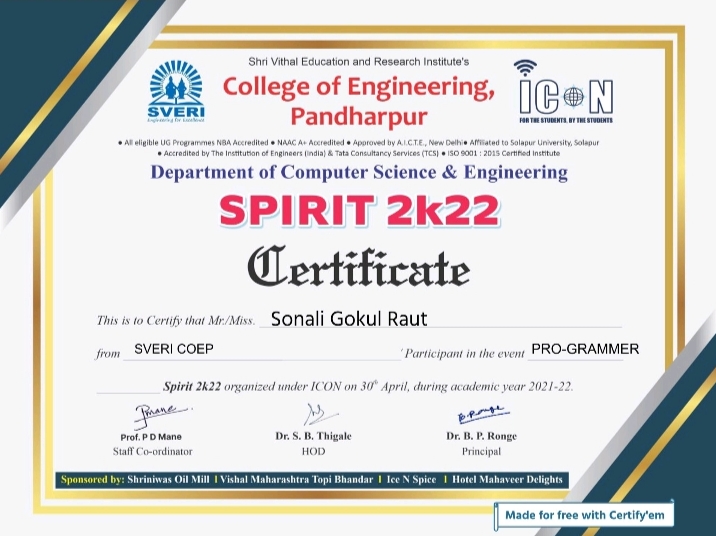 Shri Vithal Education and Research Institute's
College of Engineering,
Pandharpur
SVERI
Engineering for Excellence
ICON
FOR THE STUDENTS, BY THE STUDENTS
● All eligible UG Programmes NBA Accredited ● NAAC A+ Accredited ● Approved by A.I.C.T.E., New Delhi● Affiliated to Solapur University, Solapur
● Accredited by The Institution of Engineers (India) & Tata Consultancy Services (TCS) ● ISO 9001 : 2015 Certified Institute
Department of Computer Science & Engineering
SPIRIT 2k22
Certificate
This is to Certify that Mr./Miss. Sonali Gokul Raut
from SVERI COEP ' Participant in the event PRO-GRAMMER
Spirit 2k22 organized under ICON on 30th April, during academic year 2021-22.
Pmane. B.Ronge
Prof. P D Mane Dr. S. B. Thigale Dr. B. P. Ronge
Staff Co-ordinator HOD Principal
Sponsored by: Shriniwas Oil Mill I Vishal Maharashtra Topi Bhandar I Ice N Spice I Hotel Mahaveer Delights
Made for free with Certify'em